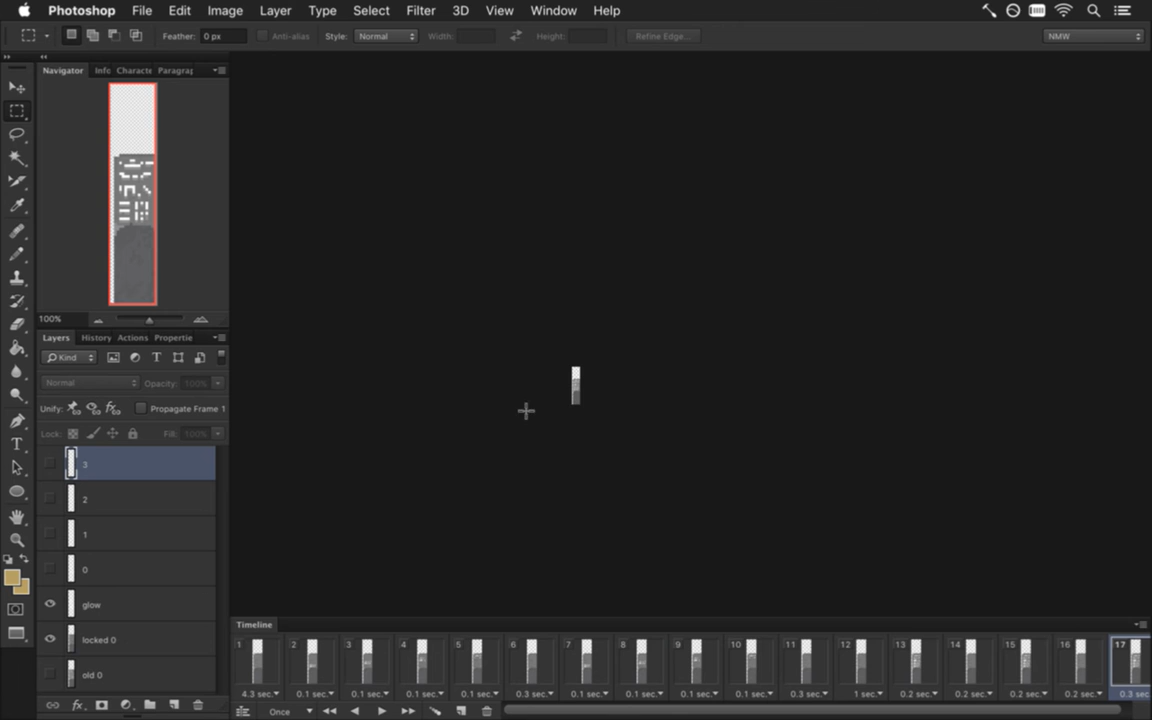 Photoshop File Edit Image Layer Type Select Filter 3D View Window Help
Feather: 0 px Anti-alias Style: Normal Width: Height: Refine Edge... NMW
Navigator Info Characte Paragrap
100%
Layers History Actions Propertie
Kind T
Normal Opacity: 100%
Unify: Propagate Frame 1
Lock: Fill: 100%
3
2
1
0
glow
locked 0
old 0
Timeline
1 2 3 4 5 6 7 8 9 10 11 12 13 14 15 16 17
4.3 sec. 0.1 sec. 0.1 sec. 0.1 sec. 0.1 sec. 0.3 sec. 0.1 sec. 0.1 sec. 0.1 sec. 0.1 sec. 0.3 sec. 1 sec. 0.2 sec. 0.2 sec. 0.2 sec. 0.2 sec. 0.3 sec
fx Once